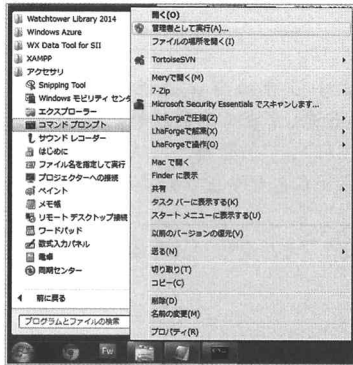 Watchtower Library 2014
Windows Azure
WX Data Tool for SII
XAMPP
アクセサリ
Snipping Tool
Windows モビリティ センタ
エクスプローラー
コマンド プロンプト
サウンド レコーダー
はじめに
ファイル名を指定して実行
プロジェクターへの接続
ペイント
メモ帳
リモート デスクトップ接続
ワードパッド
数式入力パネル
電卓
同期センター
前に戻る
プログラムとファイルの検索
Fw
開く(O)
管理者として実行(A)...
ファイルの場所を開く(I)
TortoiseSVN
Meryで開く(M)
7-Zip
Microsoft Security Essentials でスキャンします...
LhaForgeで圧縮(Z)
LhaForgeで解凍(X)
LhaForgeで操作(O)
Mac で開く
Finder に表示
共有
タスク バーに表示する(K)
スタート メニューに表示する(U)
以前のバージョンの復元(V)
送る(N)
切り取り(T)
コピー(C)
削除(D)
名前の変更(M)
プロパティ(R)